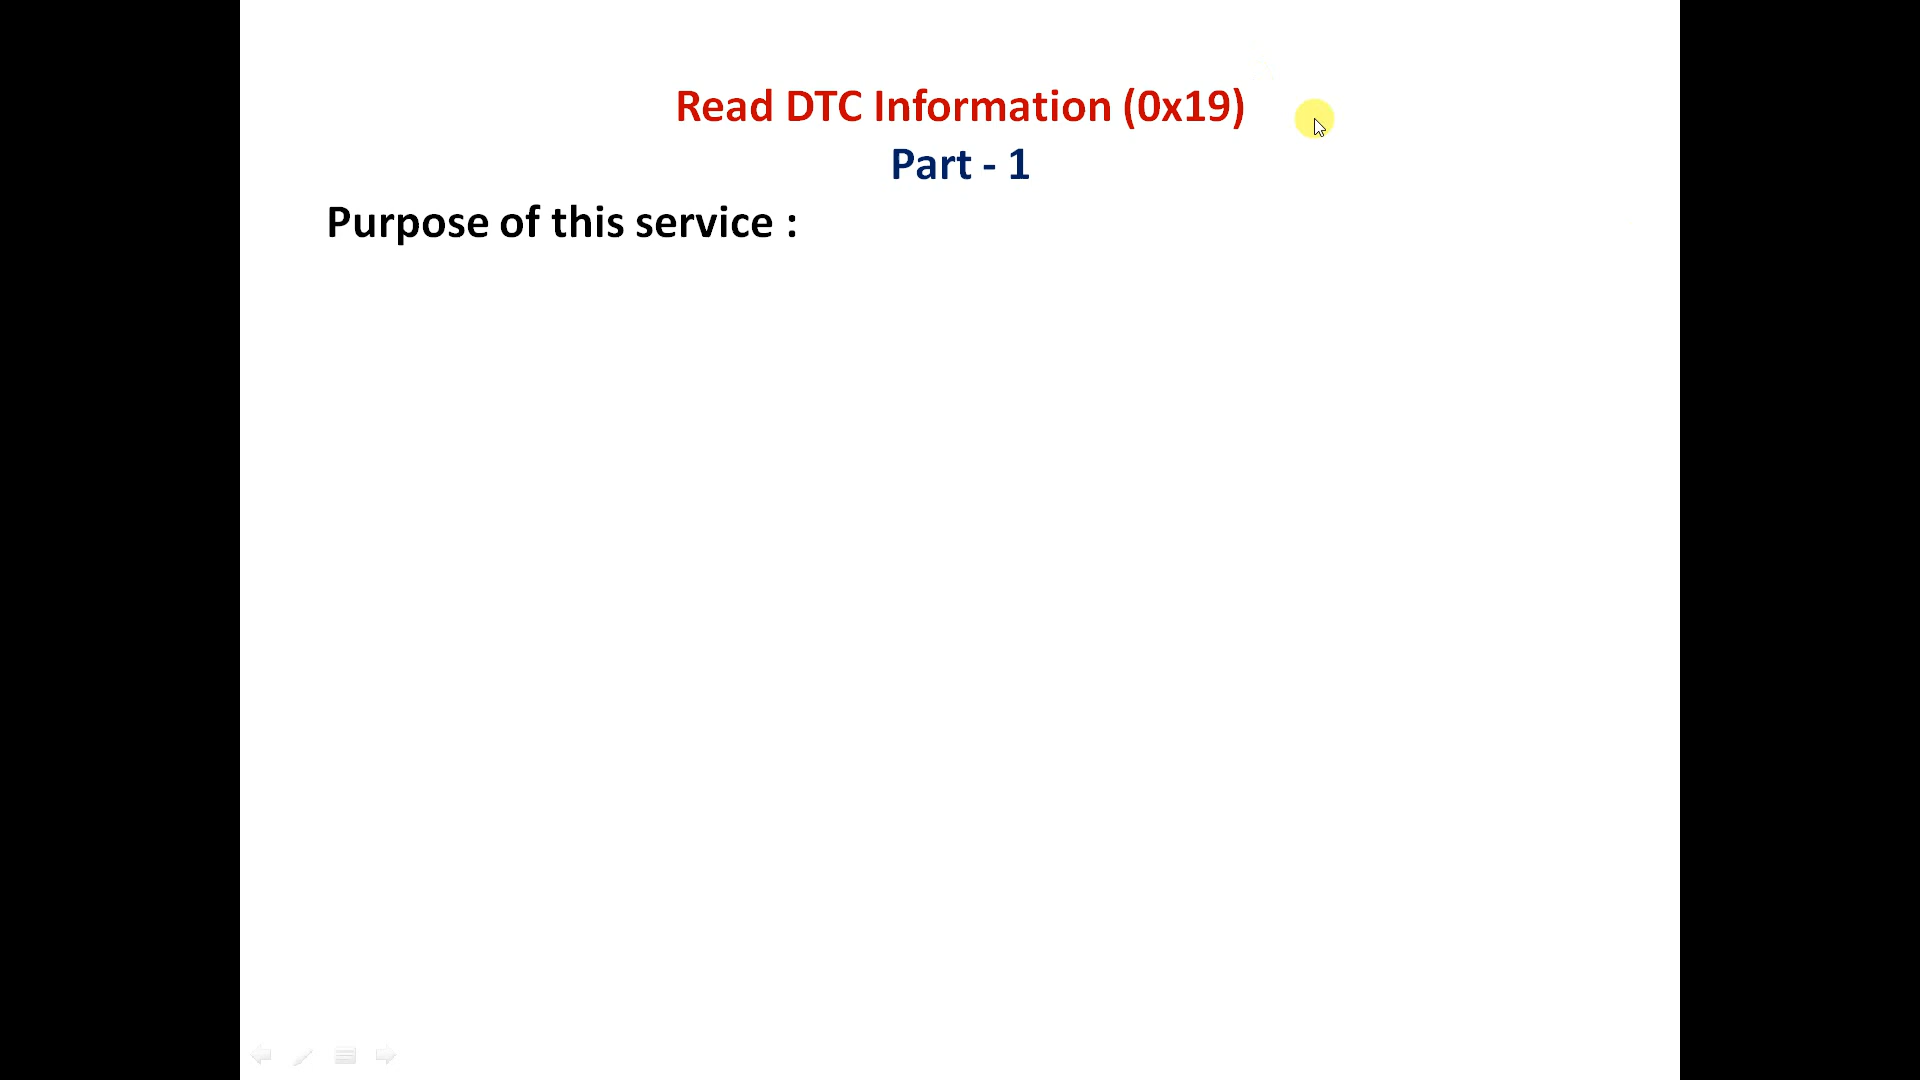 Read DTC Information (0x19)
Part - 1
Purpose of this service :